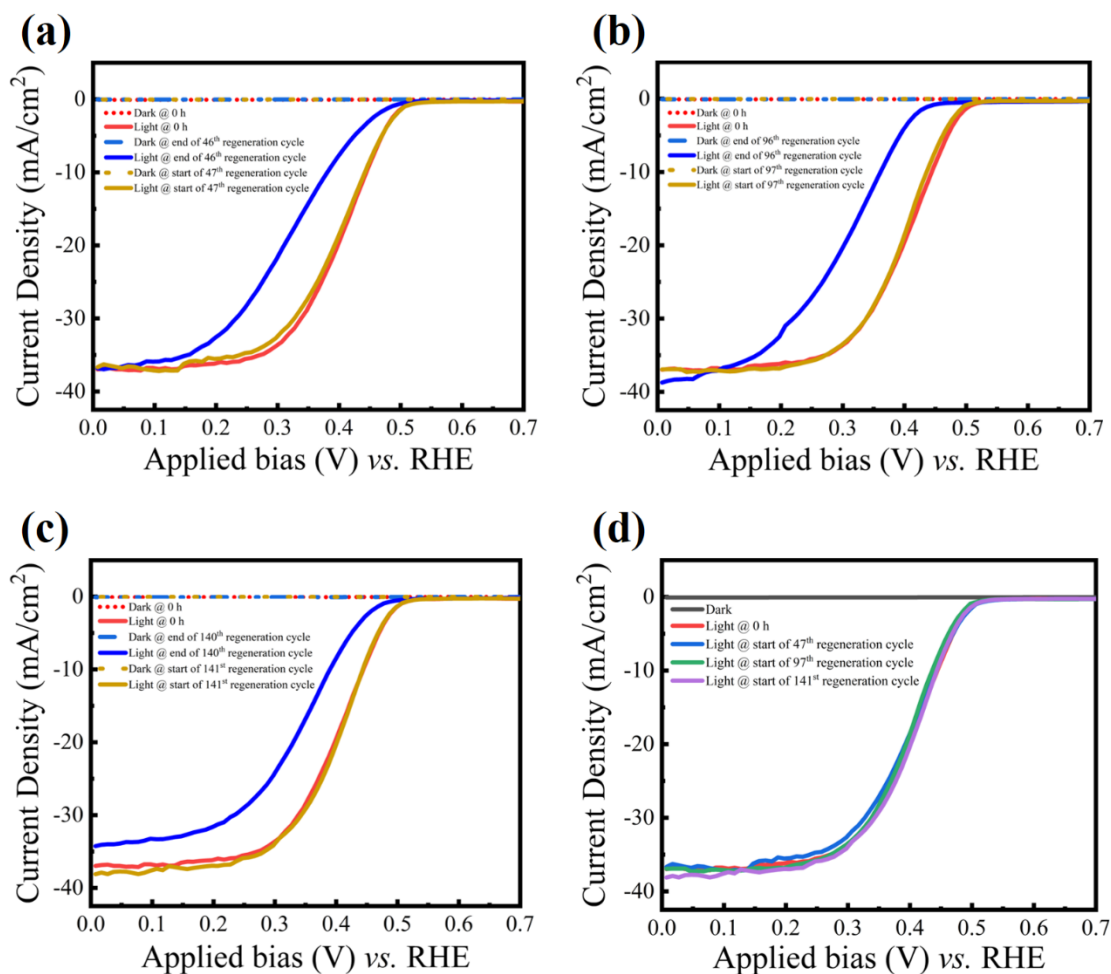 (a)
Current Density (mA/cm²)
0
-10
-20
-30
-40
Dark @ 0 h
Light @ 0 h
Dark @ end of 46th regeneration cycle
Light @ end of 46th regeneration cycle
Dark @ start of 47th regeneration cycle
Light @ start of 47th regeneration cycle
0.0 0.1 0.2 0.3 0.4 0.5 0.6 0.7
Applied bias (V) vs. RHE
(b)
Current Density (mA/cm²)
0
-10
-20
-30
-40
Dark @ 0 h
Light @ 0 h
Dark @ end of 96th regeneration cycle
Light @ end of 96th regeneration cycle
Dark @ start of 97th regeneration cycle
Light @ start of 97th regeneration cycle
0.0 0.1 0.2 0.3 0.4 0.5 0.6 0.7
Applied bias (V) vs. RHE
(c)
Current Density (mA/cm²)
0
-10
-20
-30
-40
Dark @ 0 h
Light @ 0 h
Dark @ end of 140th regeneration cycle
Light @ end of 140th regeneration cycle
Dark @ start of 141st regeneration cycle
Light @ start of 141st regeneration cycle
0.0 0.1 0.2 0.3 0.4 0.5 0.6 0.7
Applied bias (V) vs. RHE
(d)
Current Density (mA/cm²)
0
-10
-20
-30
-40
Dark
Light @ 0 h
Light @ start of 47th regeneration cycle
Light @ start of 97th regeneration cycle
Light @ start of 141st regeneration cycle
0.0 0.1 0.2 0.3 0.4 0.5 0.6 0.7
Applied bias (V) vs. RHE